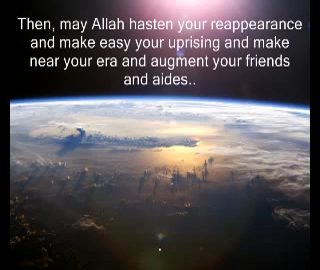 Then, may Allah hasten your reappearance
and make easy your uprising and make
near your era and augment your friends
and aides..